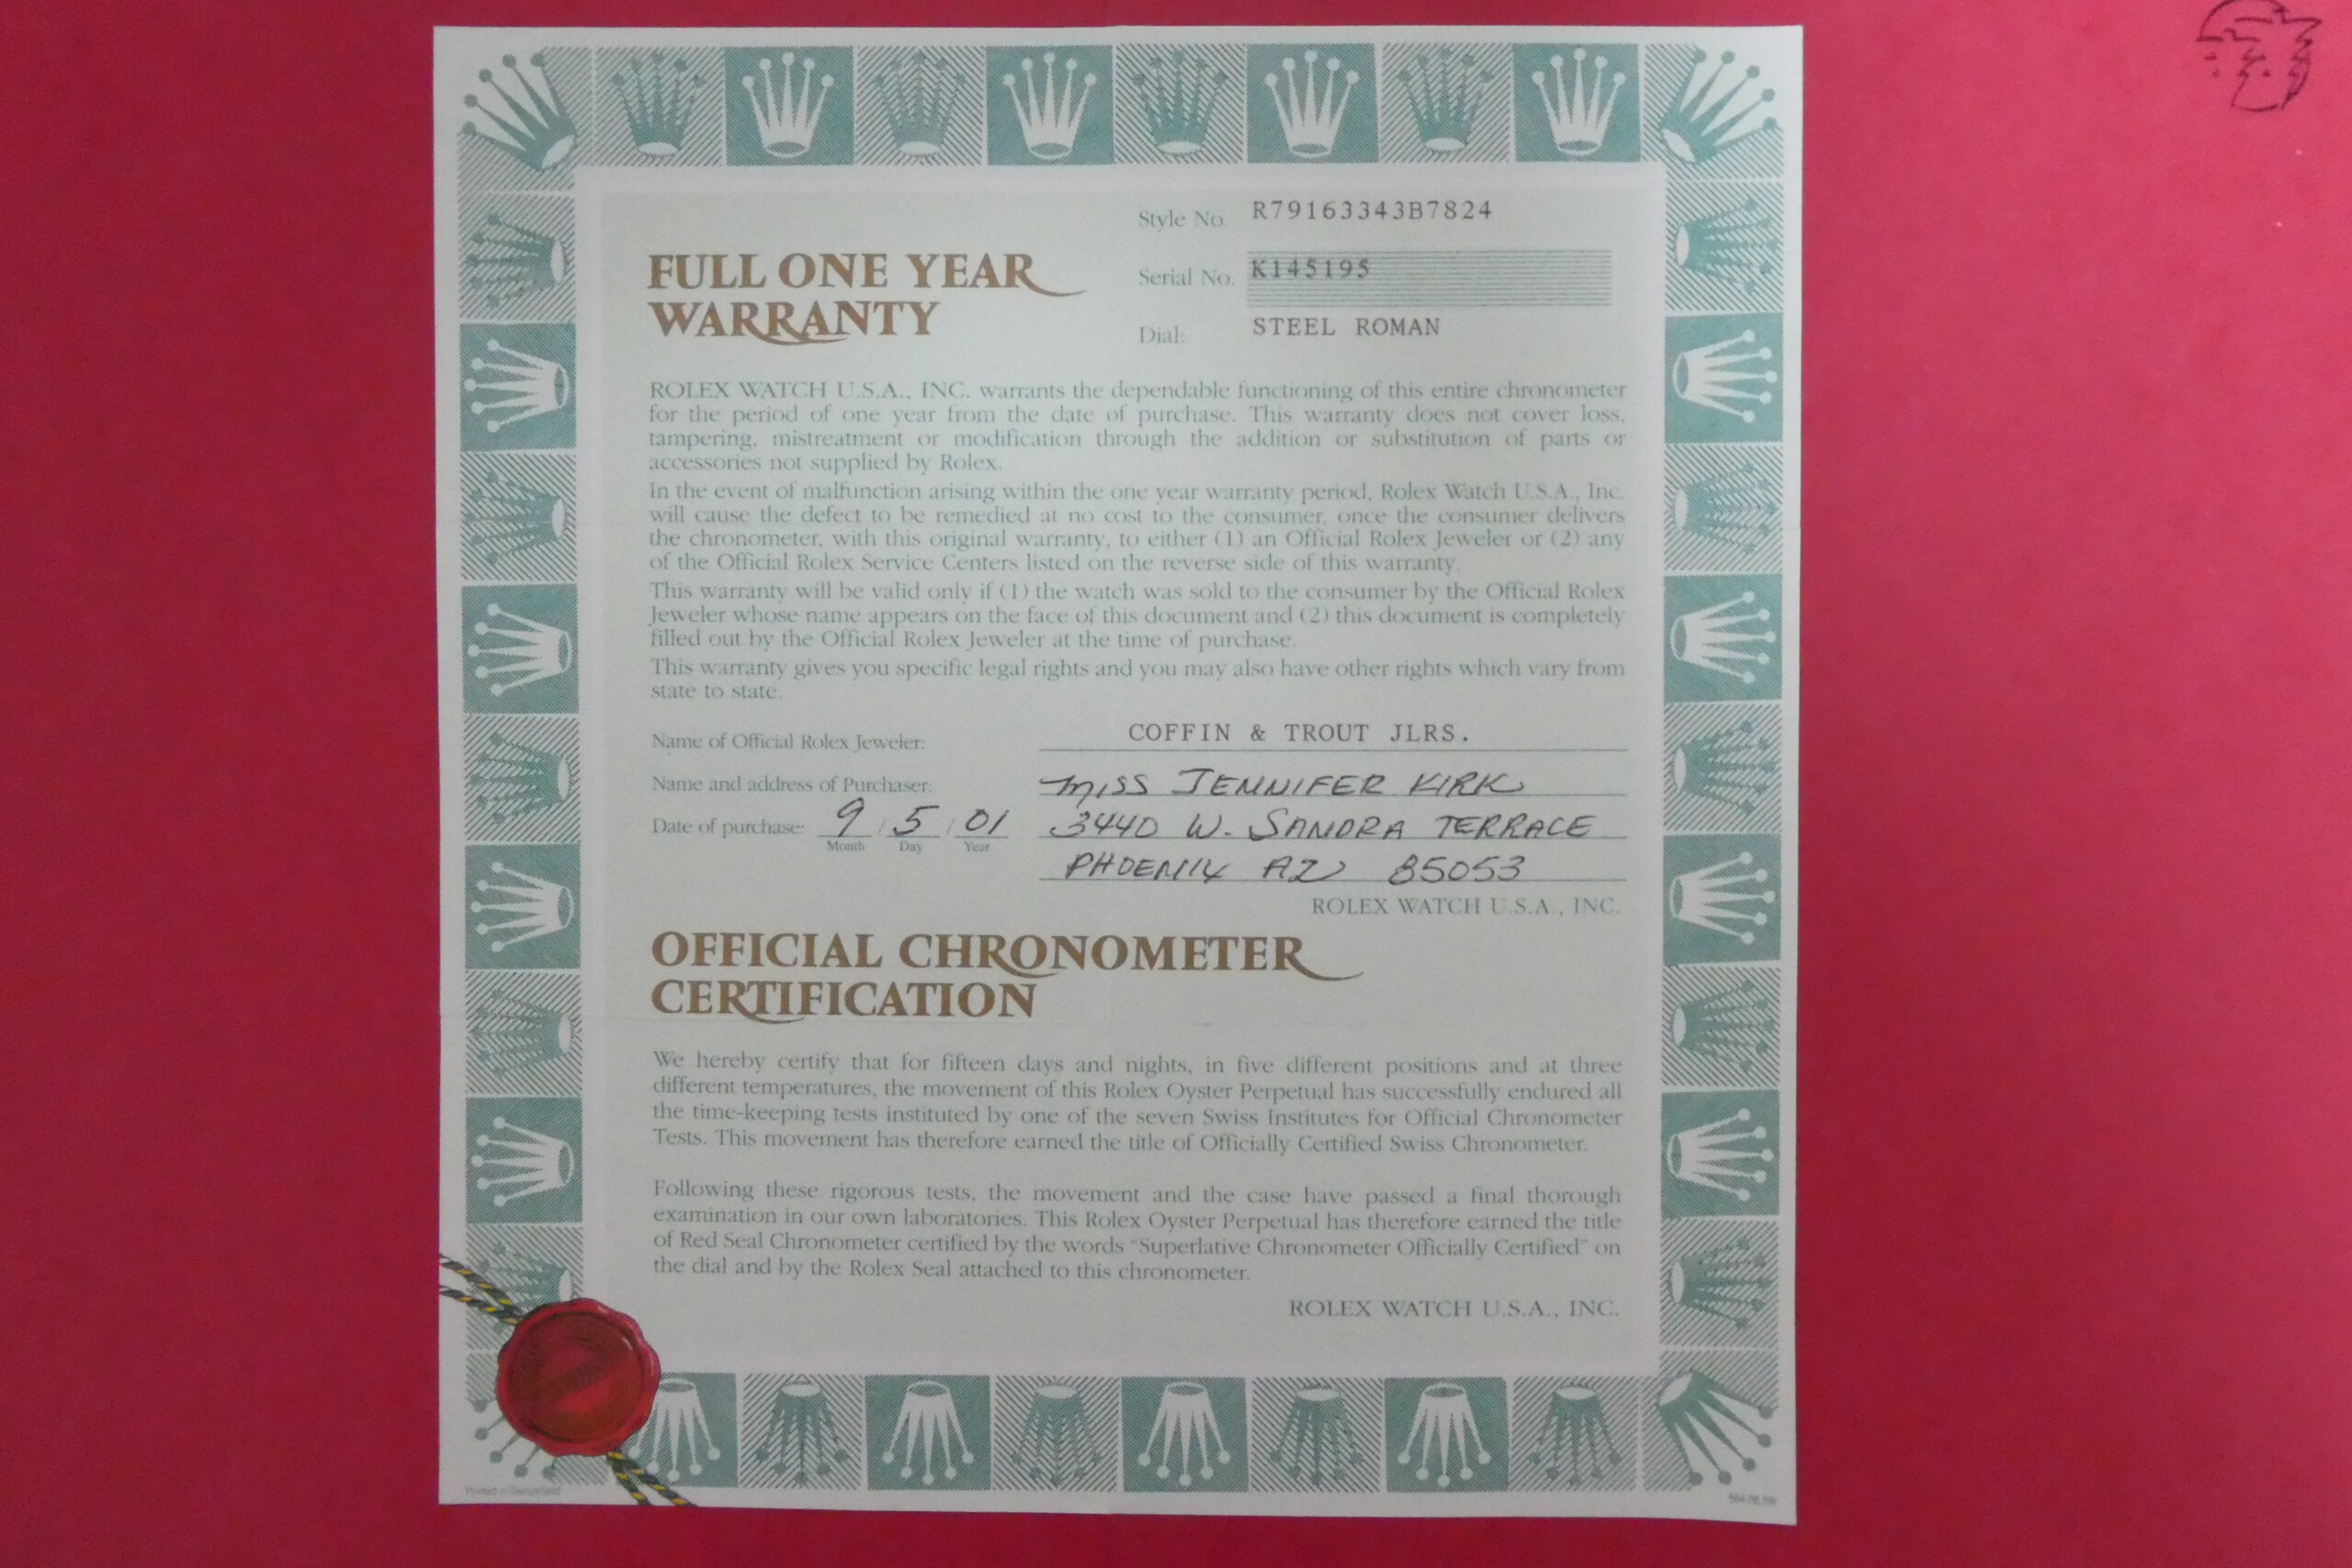 Style No. R79163343B7824
FULL ONE YEAR
WARRANTY
Serial No. K145195
Dial: STEEL ROMAN
ROLEX WATCH U.S.A., INC. warrants the dependable functioning of this entire chronometer
for the period of one year from the date of purchase. This warranty does not cover loss,
tampering, mistreatment or modification through the addition or substitution of parts or
accessories not supplied by Rolex.
In the event of malfunction arising within the one year warranty period, Rolex Watch U.S.A., Inc.
will cause the defect to be remedied at no cost to the consumer, once the consumer delivers
the chronometer, with this original warranty, to either (1) an Official Rolex Jeweler or (2) any
of the Official Rolex Service Centers listed on the reverse side of this warranty.
This warranty will be valid only if (1) the watch was sold to the consumer by the Official Rolex
Jeweler whose name appears on the face of this document and (2) this document is completely
filled out by the Official Rolex Jeweler at the time of purchase.
This warranty gives you specific legal rights and you may also have other rights which vary from
state to state.
Name of Official Rolex Jeweler: COFFIN & TROUT JLRS.
Name and address of Purchaser: MISS JENNIFER KIRK
Date of purchase: 9 / 5 / 01 3440 W. SANDRA TERRACE
Month Day Year
PHOENIX AZ 85053
ROLEX WATCH U.S.A., INC.
OFFICIAL CHRONOMETER
CERTIFICATION
We hereby certify that for fifteen days and nights, in five different positions and at three
different temperatures, the movement of this Rolex Oyster Perpetual has successfully endured all
the time-keeping tests instituted by one of the seven Swiss Institutes for Official Chronometer
Tests. This movement has therefore earned the title of Officially Certified Swiss Chronometer.
Following these rigorous tests, the movement and the case have passed a final thorough
examination in our own laboratories. This Rolex Oyster Perpetual has therefore earned the title
of Red Seal Chronometer certified by the words "Superlative Chronometer Officially Certified" on
the dial and by the Rolex Seal attached to this chronometer.
ROLEX WATCH U.S.A., INC.
Printed in Switzerland